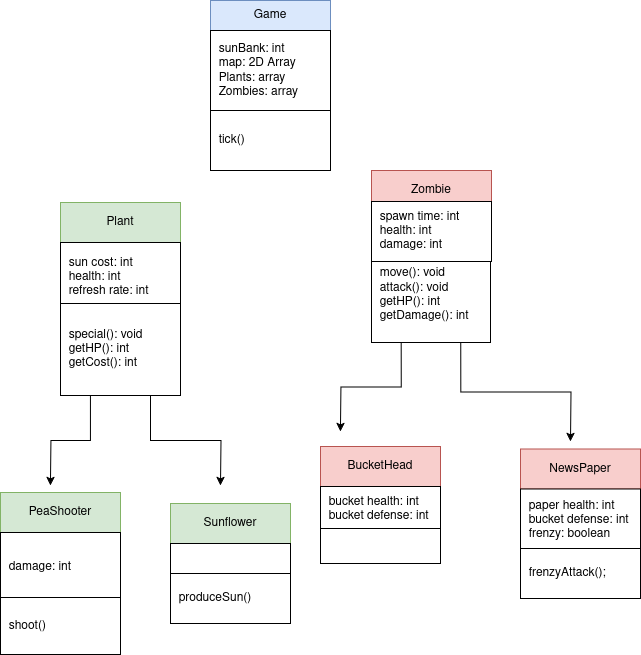 Game
sunBank: int
map: 2D Array
Plants: array
Zombies: array
tick()
Zombie
spawn time: int
health: int
damage: int
move(): void
attack(): void
getHP(): int
getDamage(): int
Plant
sun cost: int
health: int
refresh rate: int
special(): void
getHP(): int
getCost(): int
PeaShooter
damage: int
shoot()
Sunflower
produceSun()
BucketHead
bucket health: int
bucket defense: int
NewsPaper
paper health: int
bucket defense: int
frenzy: boolean
frenzyAttack();